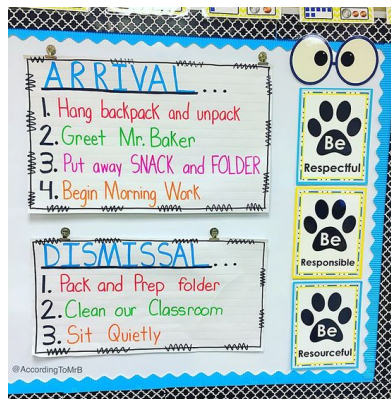 ARRIVAL...
1. Hang backpack and unpack
2. Greet Mr. Baker
3. Put away SNACK and FOLDER
4. Begin Morning Work
DISMISSAL...
1. Pack and Prep folder
2. Clean our Classroom
3. Sit Quietly
Be
Respectful
Be
Responsible
Be
Resourceful
@AccordingToMrB